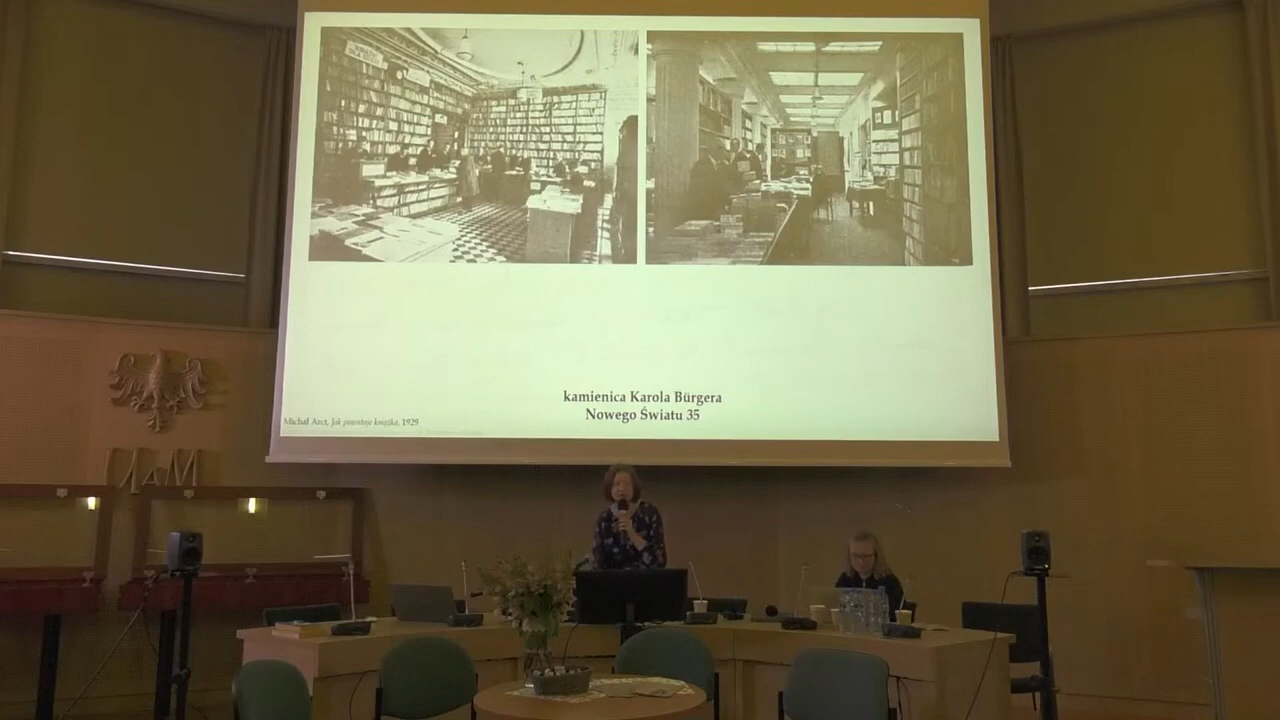 kamienica Karola Bürgera
Nowego Światu 35
Michał Arct, Jak powstaje książka, 1929